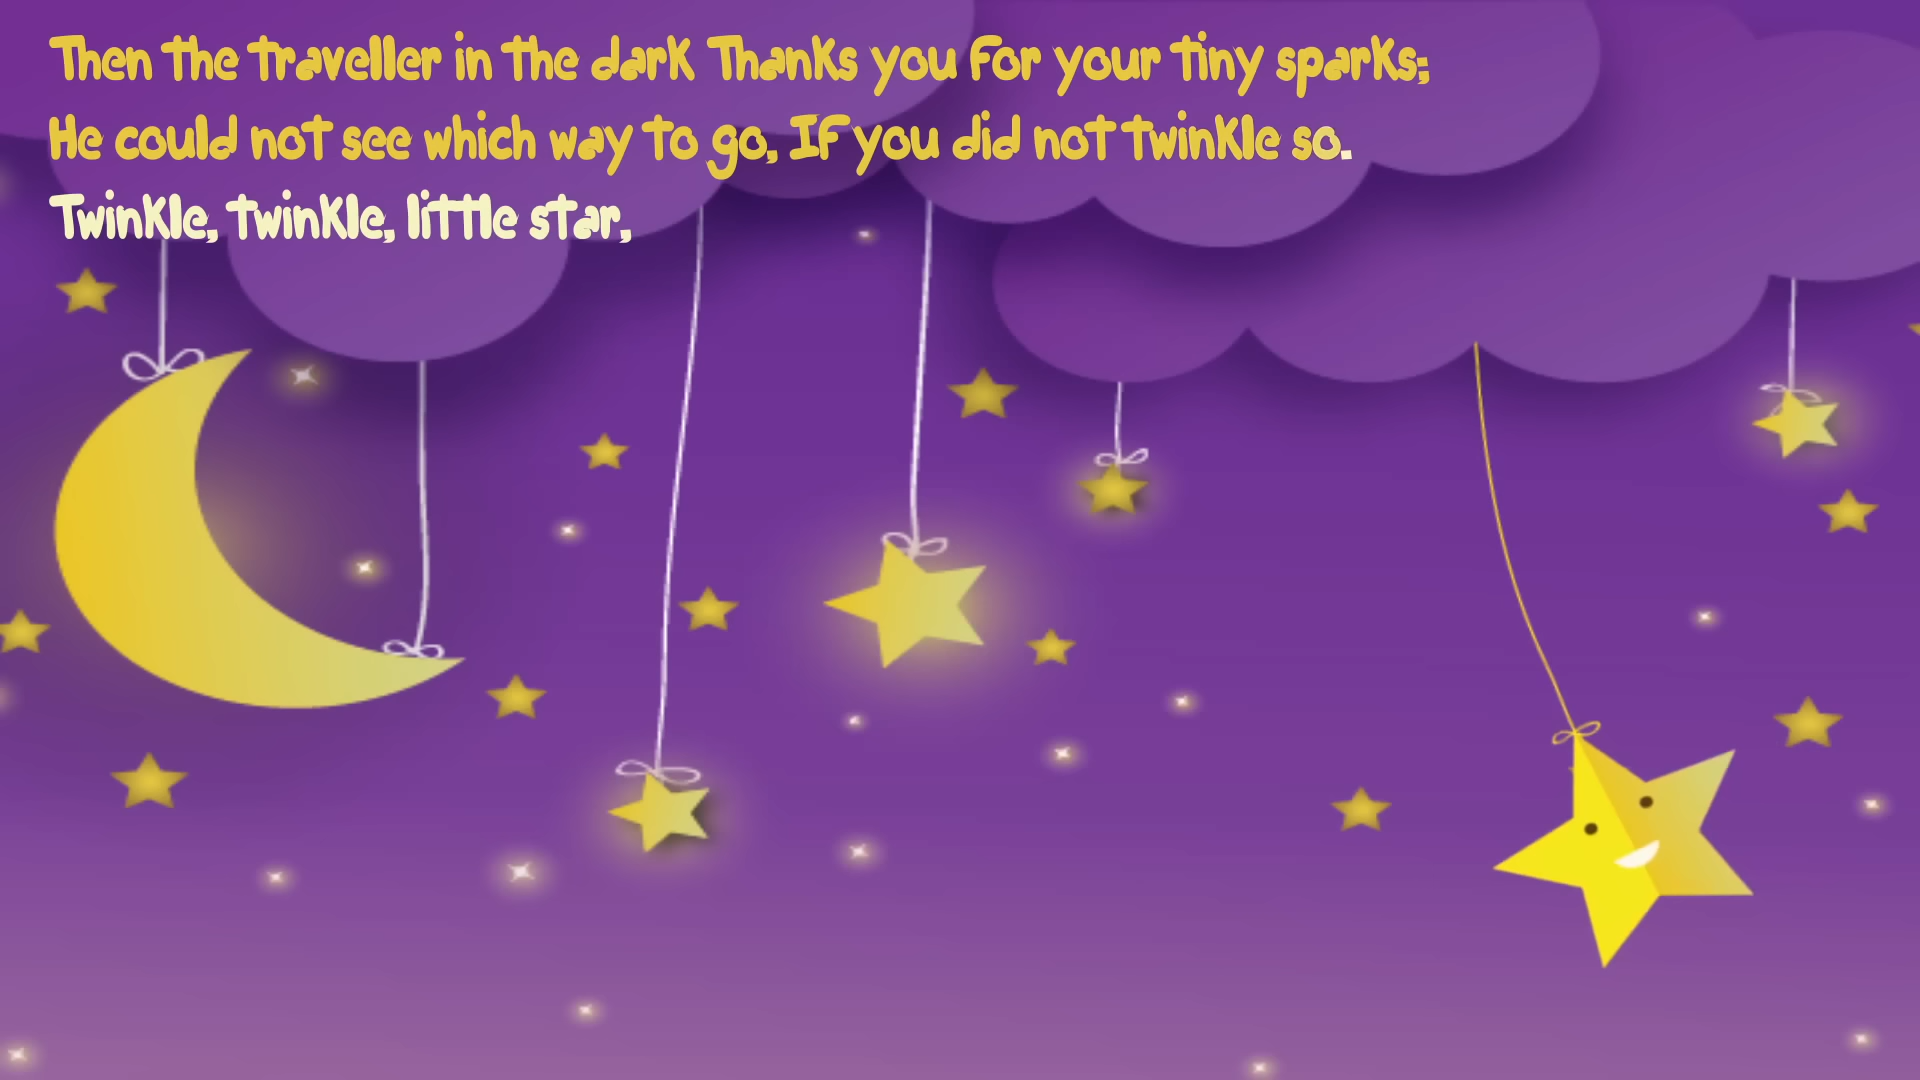 Then the traveller in the dark Thanks you for your tiny sparks;
He could not see which way to go, If you did not twinkle so.
Twinkle, twinkle, little star,